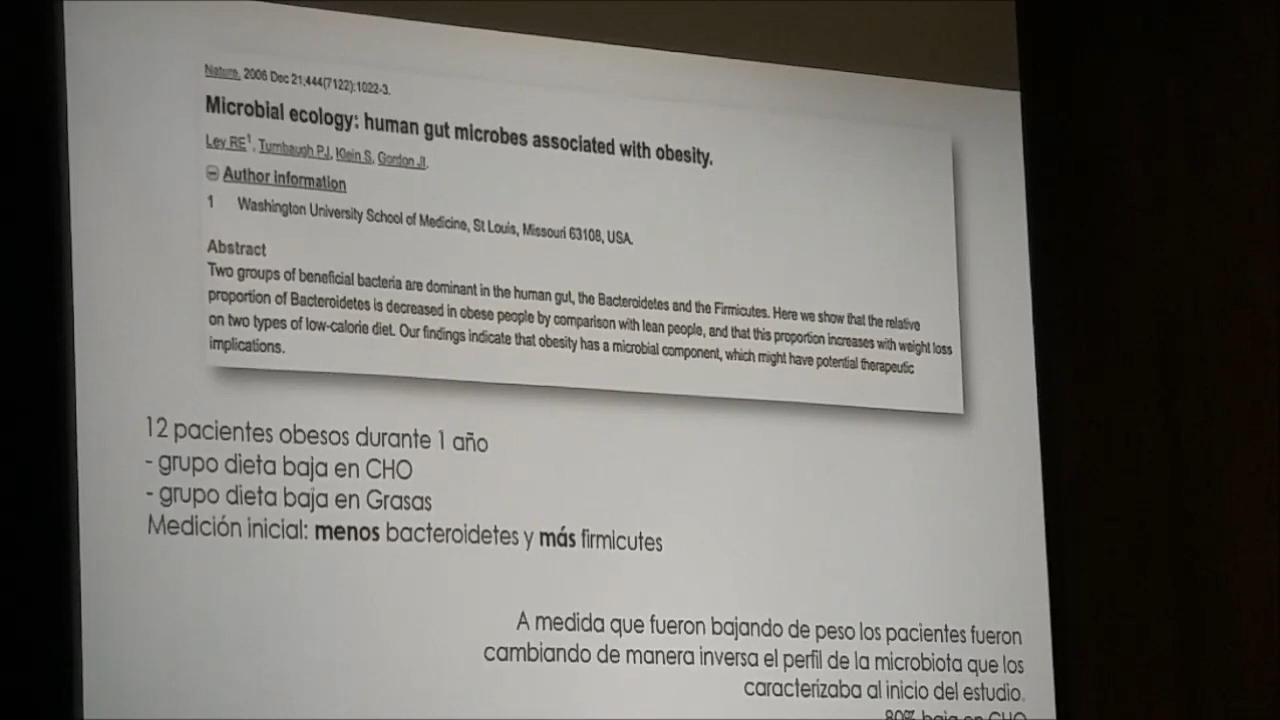 Nature. 2006 Dec 21;444(7122):1022-3.
Microbial ecology: human gut microbes associated with obesity.
Ley RE1, Turnbaugh PJ, Klein S, Gordon JI.
Author information
1 Washington University School of Medicine, St Louis, Missouri 63108, USA.
Abstract
Two groups of beneficial bacteria are dominant in the human gut, the Bacteroidetes and the Firmicutes. Here we show that the relative
proportion of Bacteroidetes is decreased in obese people by comparison with lean people, and that this proportion increases with weight loss
on two types of low-calorie diet. Our findings indicate that obesity has a microbial component, which might have potential therapeutic
implications.
12 pacientes obesos durante 1 año
- grupo dieta baja en CHO
- grupo dieta baja en Grasas
Medición inicial: menos bacteroidetes y más firmicutes
A medida que fueron bajando de peso los pacientes fueron
cambiando de manera inversa el perfil de la microbiota que los
caracterizaba al inicio del estudio.
80% baja en CHO